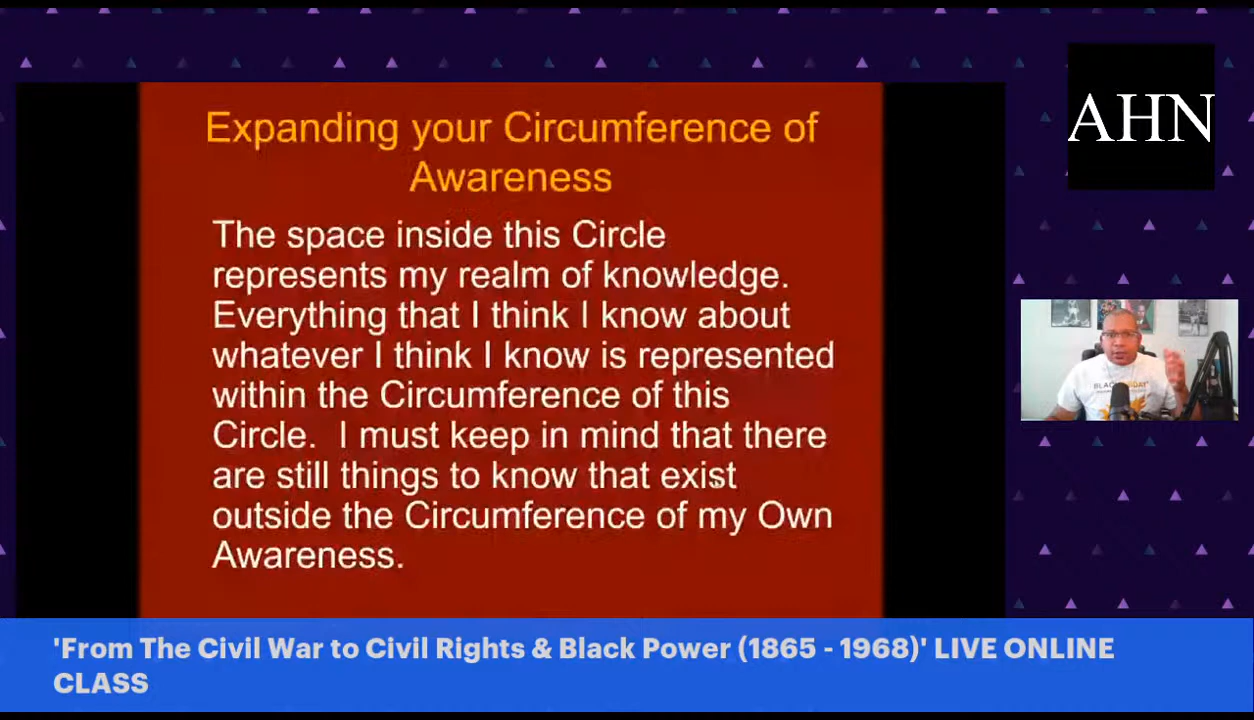 Expanding your Circumference of
Awareness
The space inside this Circle
represents my realm of knowledge.
Everything that I think I know about
whatever I think I know is represented
within the Circumference of this
Circle.  I must keep in mind that there
are still things to know that exist
outside the Circumference of my Own
Awareness.
AHN
'From The Civil War to Civil Rights & Black Power (1865 - 1968)' LIVE ONLINE
CLASS